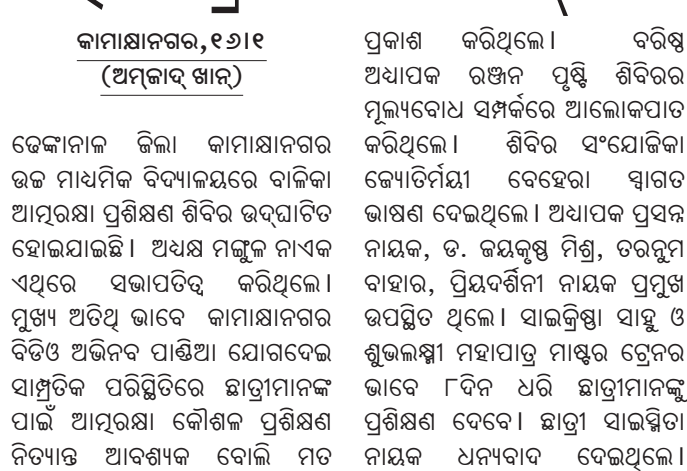 କାମାକ୍ଷାନଗର,୧୬।୧
(ଅମ୍‌ଜାଦ୍ ଖାନ୍)
ଢେଙ୍କାନାଳ ଜିଲା କାମାକ୍ଷାନଗର
ଉଚ୍ଚ ମାଧ୍ୟମିକ ବିଦ୍ୟାଳୟରେ ବାଳିକା
ଆତ୍ମରକ୍ଷା ପ୍ରଶିକ୍ଷଣ ଶିବିର ଉଦ୍‌ଘାଟିତ
ହୋଇଯାଇଛି। ଅଧ୍ୟକ୍ଷ ମଙ୍ଗୁଳ ନାଏକ
ଏଥିରେ ସଭାପତିତ୍ୱ କରିଥିଲେ।
ମୁଖ୍ୟ ଅତିଥି ଭାବେ କାମାକ୍ଷାନଗର
ବିଡିଓ ଅଭିନବ ପାଣ୍ଡିଆ ଯୋଗଦେଇ
ସାମ୍ପ୍ରତିକ ପରିସ୍ଥିତିରେ ଛାତ୍ରୀମାନଙ୍କ
ପାଇଁ ଆତ୍ମରକ୍ଷା କୌଶଳ ପ୍ରଶିକ୍ଷଣ
ନିତ୍ୟାନ୍ତ ଆବଶ୍ୟକ ବୋଲି ମତ
ପ୍ରକାଶ କରିଥିଲେ। ବରିଷ୍ଠ
ଅଧ୍ୟାପକ ରଞ୍ଜନ ପୃଷ୍ଟି ଶିବିରର
ମୂଲ୍ୟବୋଧ ସମ୍ପର୍କରେ ଆଲୋକପାତ
କରିଥିଲେ। ଶିବିର ସଂଯୋଜିକା
ଜ୍ୟୋତିର୍ମୟୀ ବେହେରା ସ୍ୱାଗତ
ଭାଷଣ ଦେଇଥିଲେ। ଅଧ୍ୟାପକ ପ୍ରସନ୍ନ
ନାୟକ, ଡ. ଜୟକୃଷ୍ଣ ମିଶ୍ର, ତରନୁମ
ବାହାର, ପ୍ରିୟଦର୍ଶିନୀ ନାୟକ ପ୍ରମୁଖ
ଉପସ୍ଥିତ ଥିଲେ। ସାଇକ୍ରିଷ୍ଣା ସାହୁ ଓ
ଶୁଭଲକ୍ଷ୍ମୀ ମହାପାତ୍ର ମାଷ୍ଟର ଟ୍ରେନର
ଭାବେ ୮ଦିନ ଧରି ଛାତ୍ରୀମାନଙ୍କୁ
ପ୍ରଶିକ୍ଷଣ ଦେବେ। ଛାତ୍ରୀ ସାଇସ୍ମିତା
ନାୟକ ଧନ୍ୟବାଦ ଦେଇଥିଲେ।